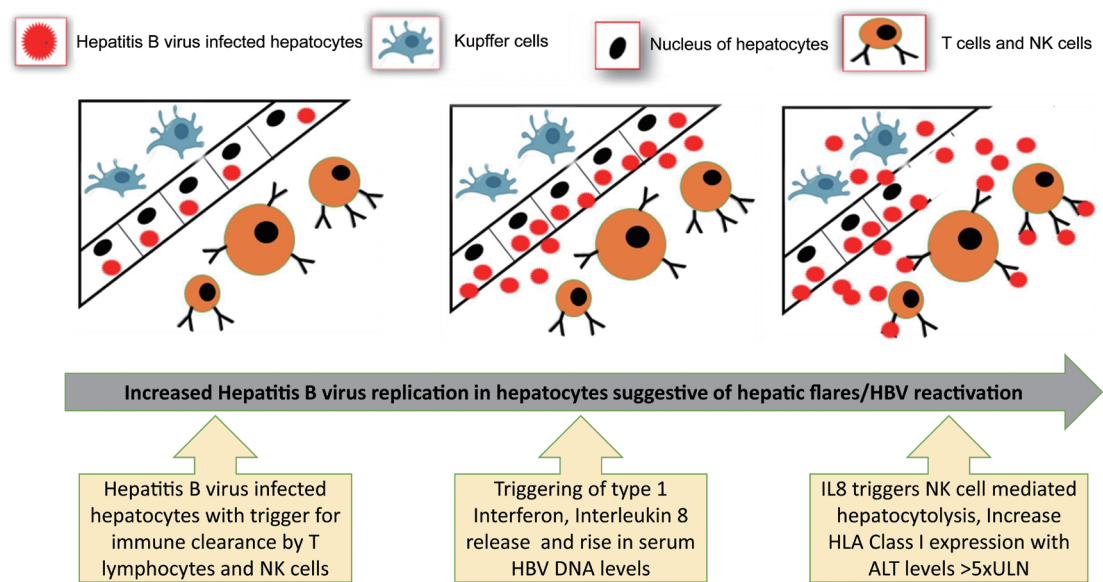 Hepatitis B virus infected hepatocytes
Kupffer cells
Nucleus of hepatocytes
T cells and NK cells
Increased Hepatitis B virus replication in hepatocytes suggestive of hepatic flares/HBV reactivation
Hepatitis B virus infected
hepatocytes with trigger for
immune clearance by T
lymphocytes and NK cells
Triggering of type 1
Interferon, Interleukin 8
release and rise in serum
HBV DNA levels
IL8 triggers NK cell mediated
hepatocytolysis, Increase
HLA Class I expression with
ALT levels >5xULN